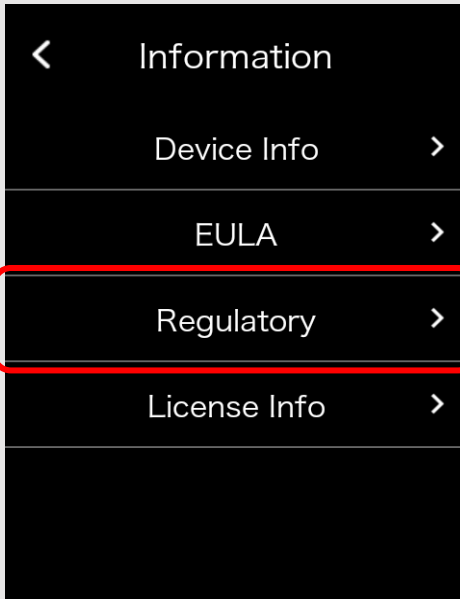 Information
Device Info
EULA
Regulatory
License Info